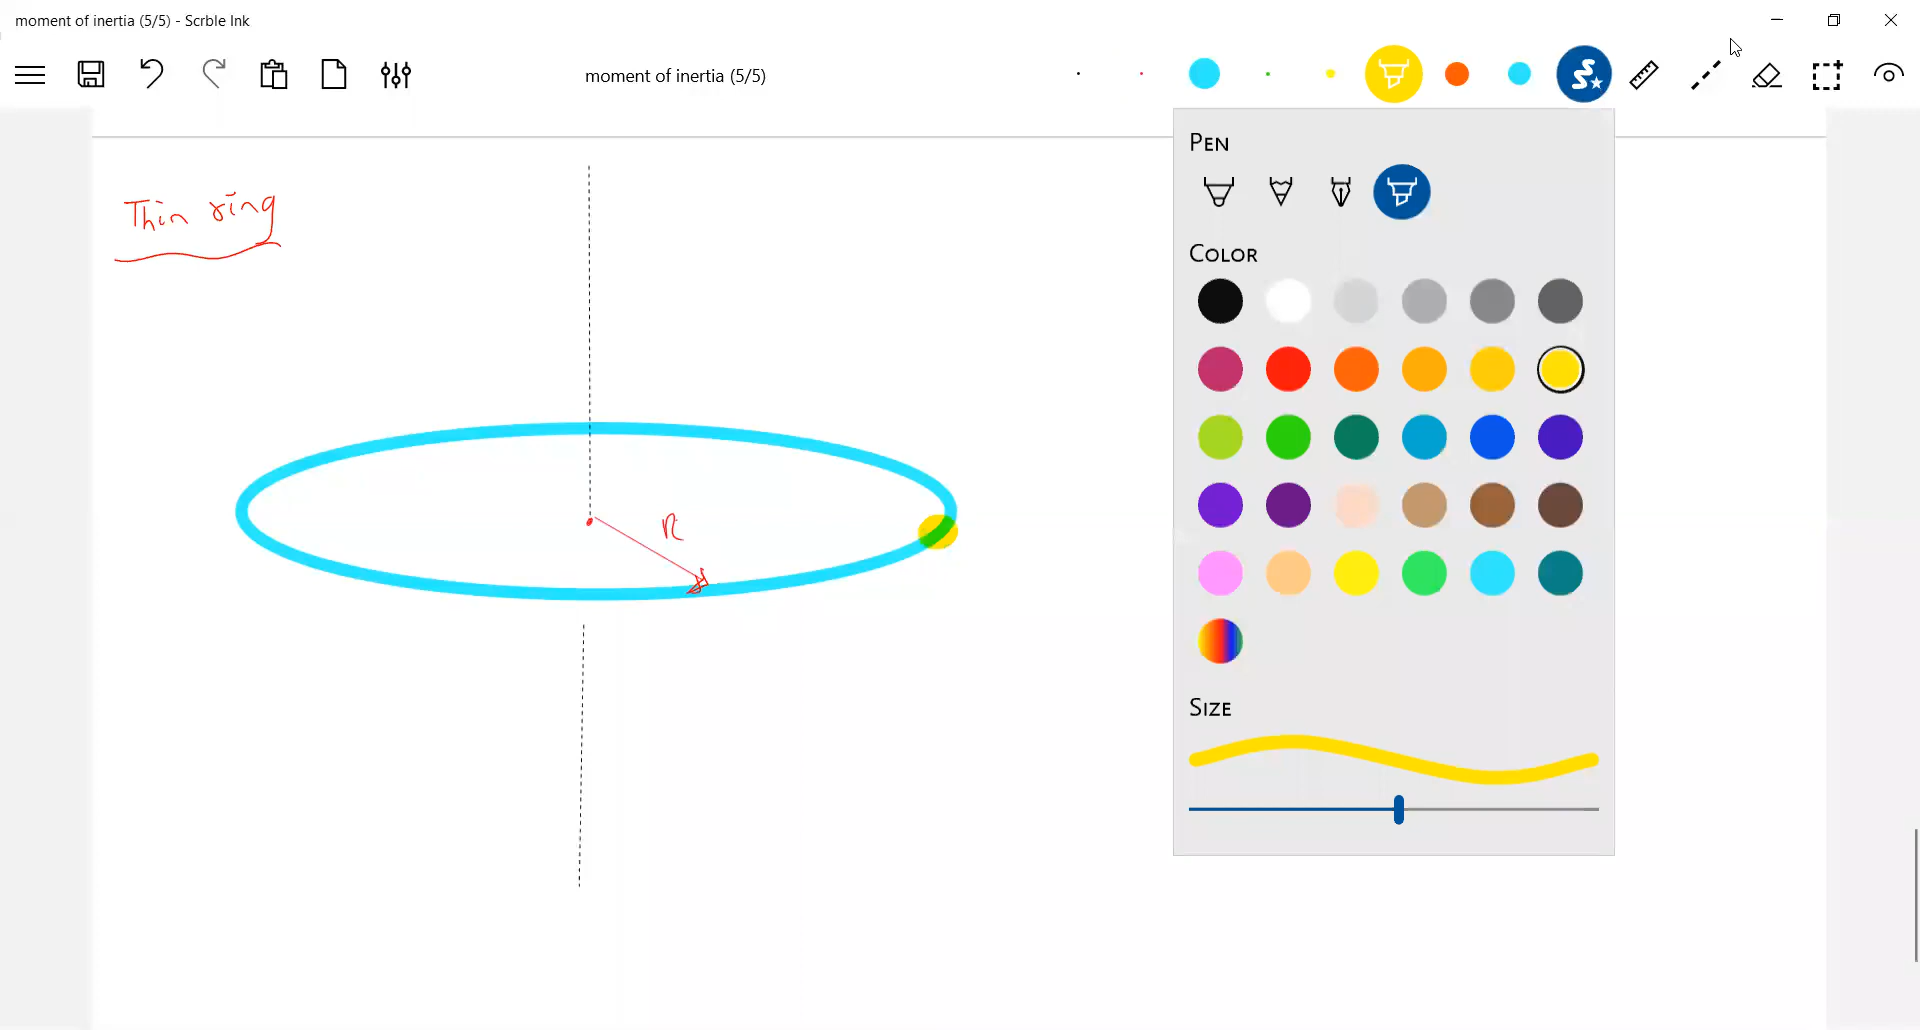 moment of inertia (5/5) - Scrble Ink
moment of inertia (5/5)
Thin ring
R
PEN
COLOR
SIZE